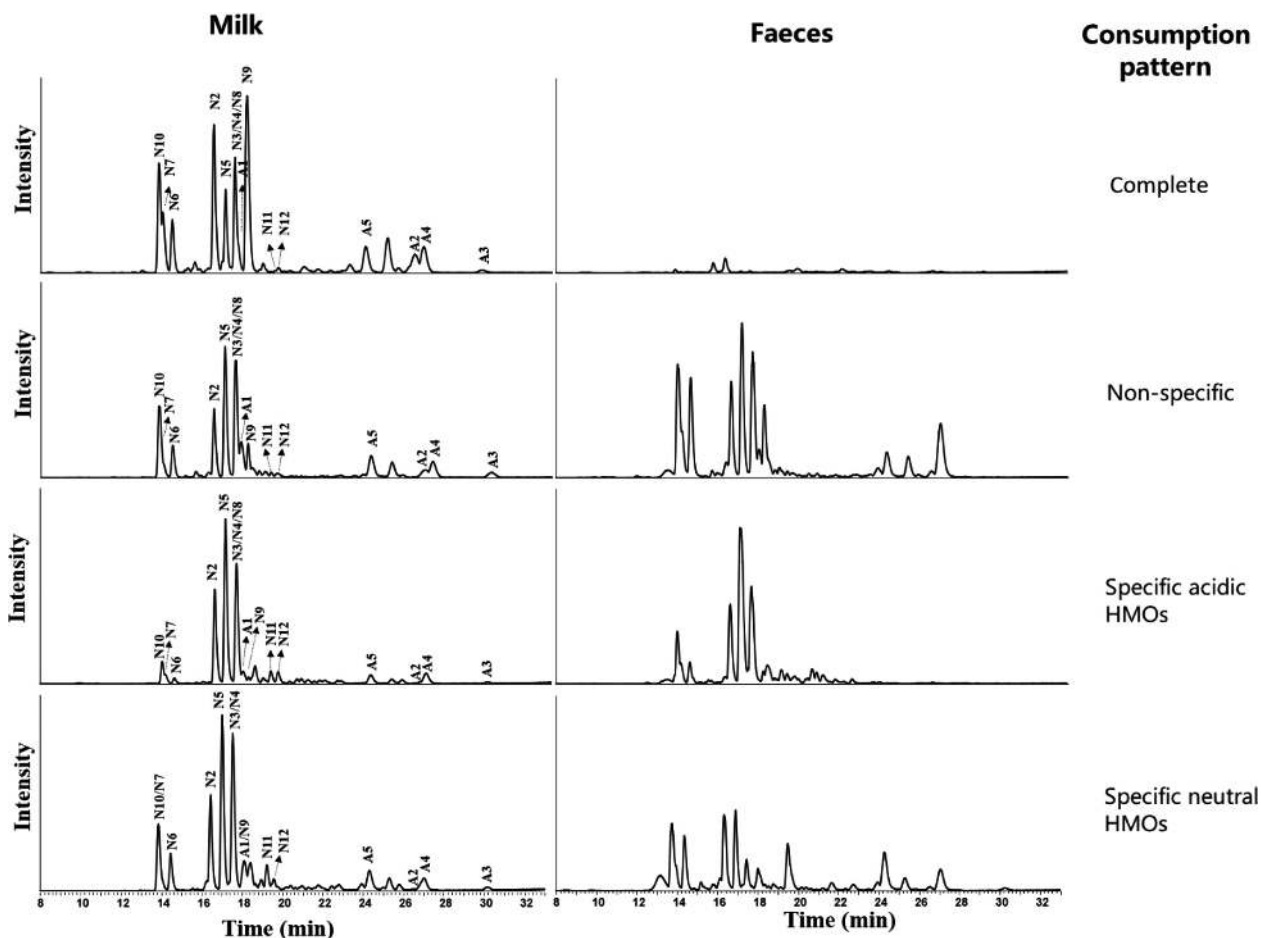 Milk
Faeces
Consumption
pattern
Intensity
N10
N7
N6
N2
N5
N3/N4/N8
A1
N9
N11
N12
A5
A2
A4
A3
Complete
Intensity
N10
N7
N6
N2
N5
N3/N4/N8
A1
N9
N11
N12
A5
A2
A4
A3
Non-specific
Intensity
N10
N7
N6
N2
N5
N3/N4/N8
A1
N9
N11
N12
A5
A2
A4
A3
Specific acidic
HMOs
Intensity
N10/N7
N6
N2
N5
N3/N4
A1/N9
N11
N12
A5
A2
A4
A3
Specific neutral
HMOs
8 10 12 14 16 18 20 22 24 26 28 30 32
8 10 12 14 16 18 20 22 24 26 28 30 32
Time (min)
Time (min)